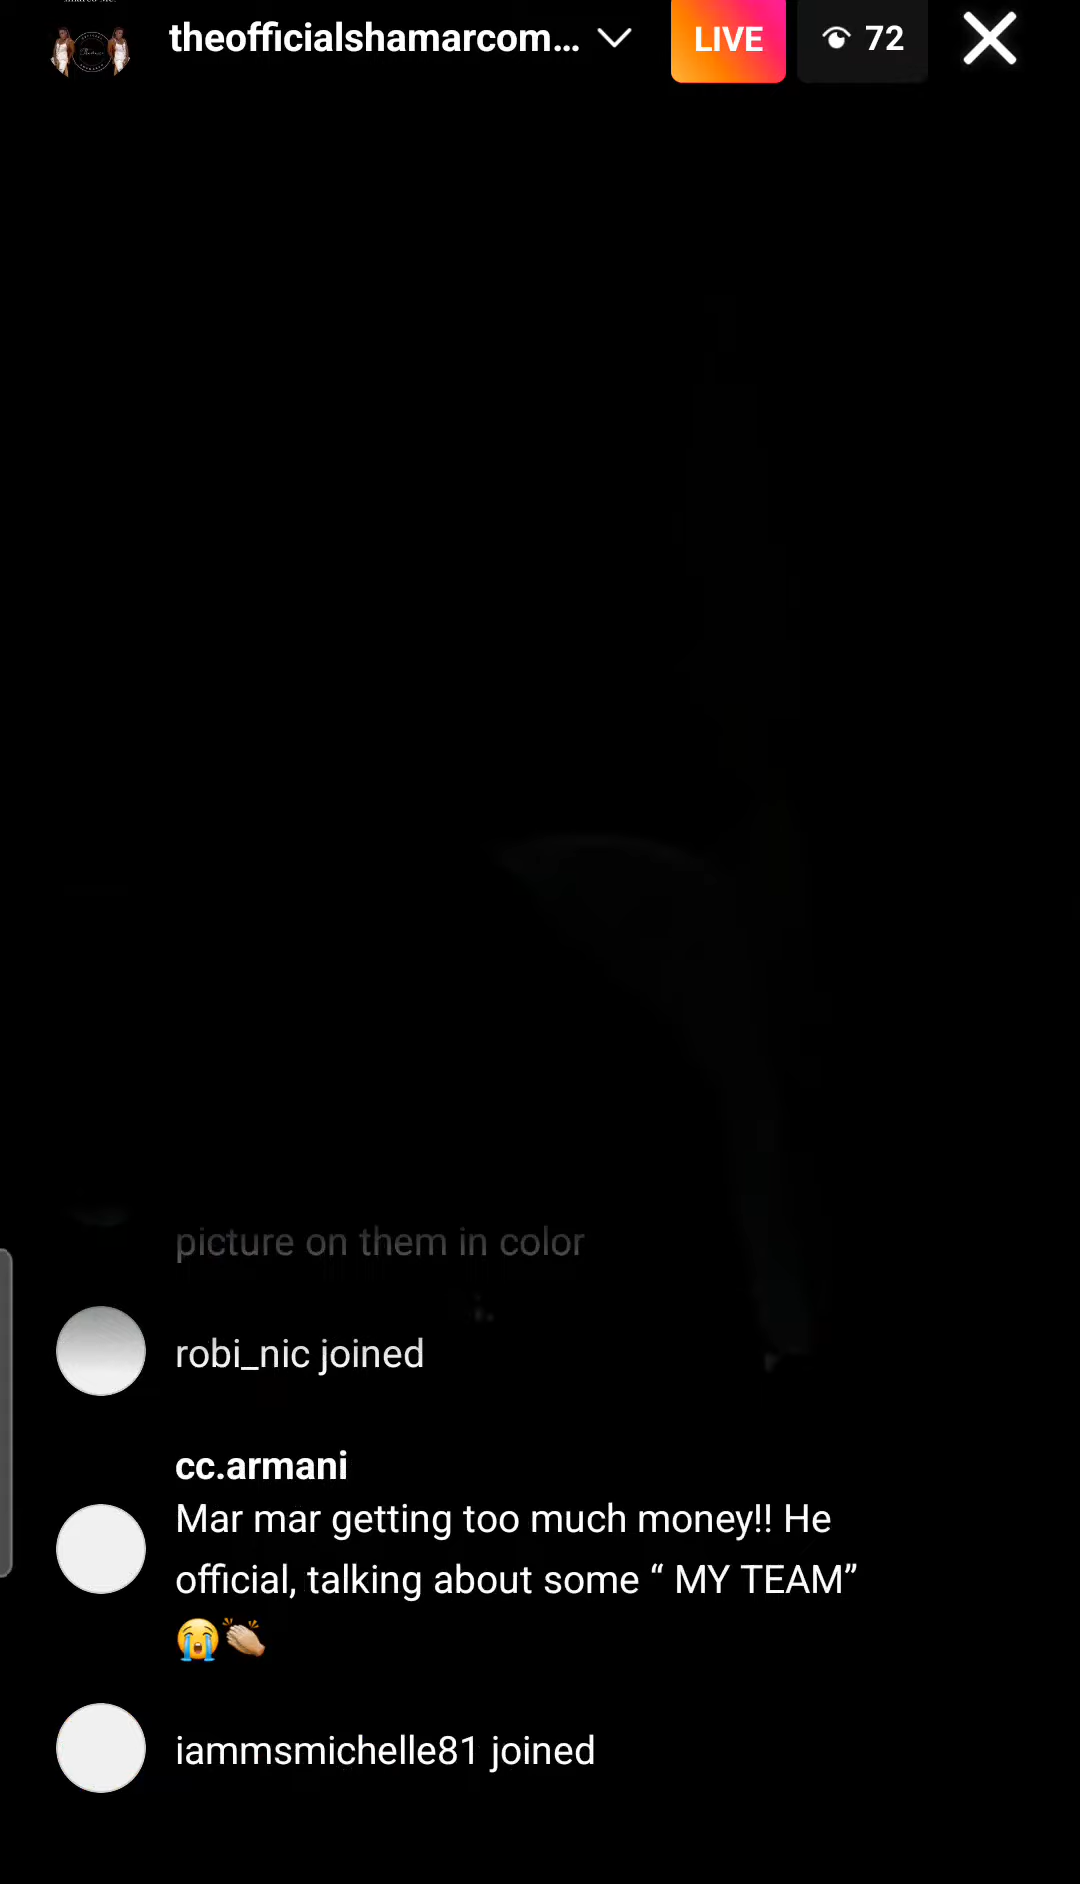 theofficialshamarcom...
LIVE
72
picture on them in color
robi_nic joined
cc.armani
Mar mar getting too much money!! He
official, talking about some “ MY TEAM”
😭👏🏼
iammsmichelle81 joined